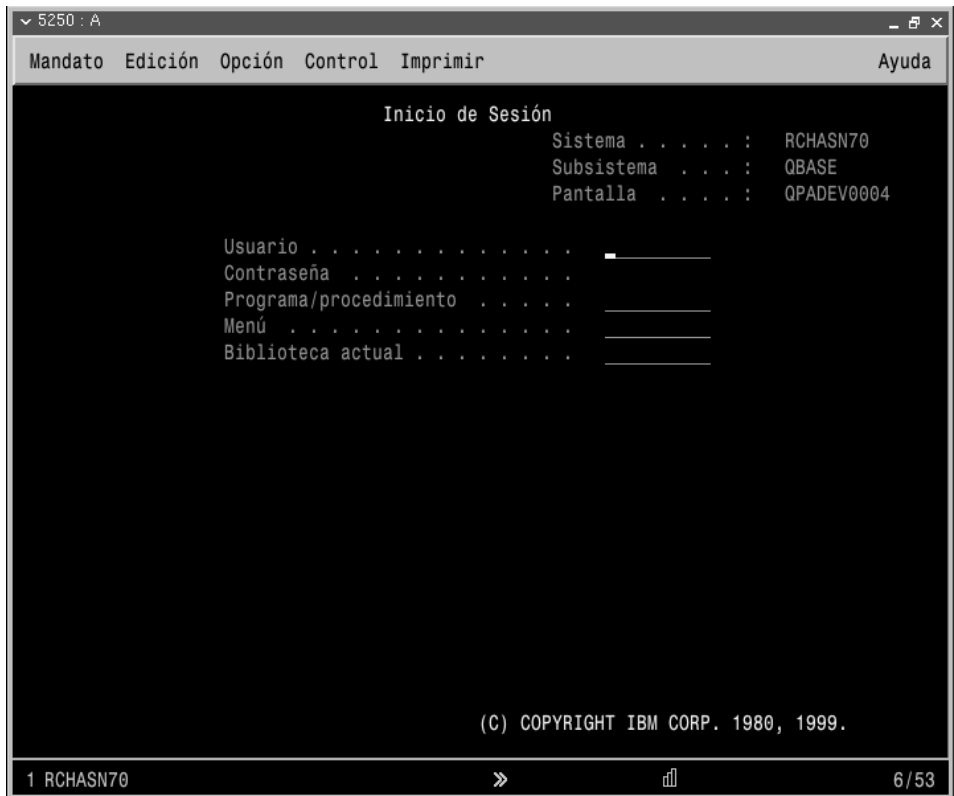 5250 : A
Mandato Edición Opción Control Imprimir Ayuda
Inicio de Sesión
Sistema . . . . . : RCHASN70
Subsistema . . . : QBASE
Pantalla . . . . : QPADEV0004
Usuario . . . . . . . . . . . . .
Contraseña . . . . . . . . . . .
Programa/procedimiento . . . . .
Menú . . . . . . . . . . . . . .
Biblioteca actual . . . . . . . .
(C) COPYRIGHT IBM CORP. 1980, 1999.
1 RCHASN70 » 6/53